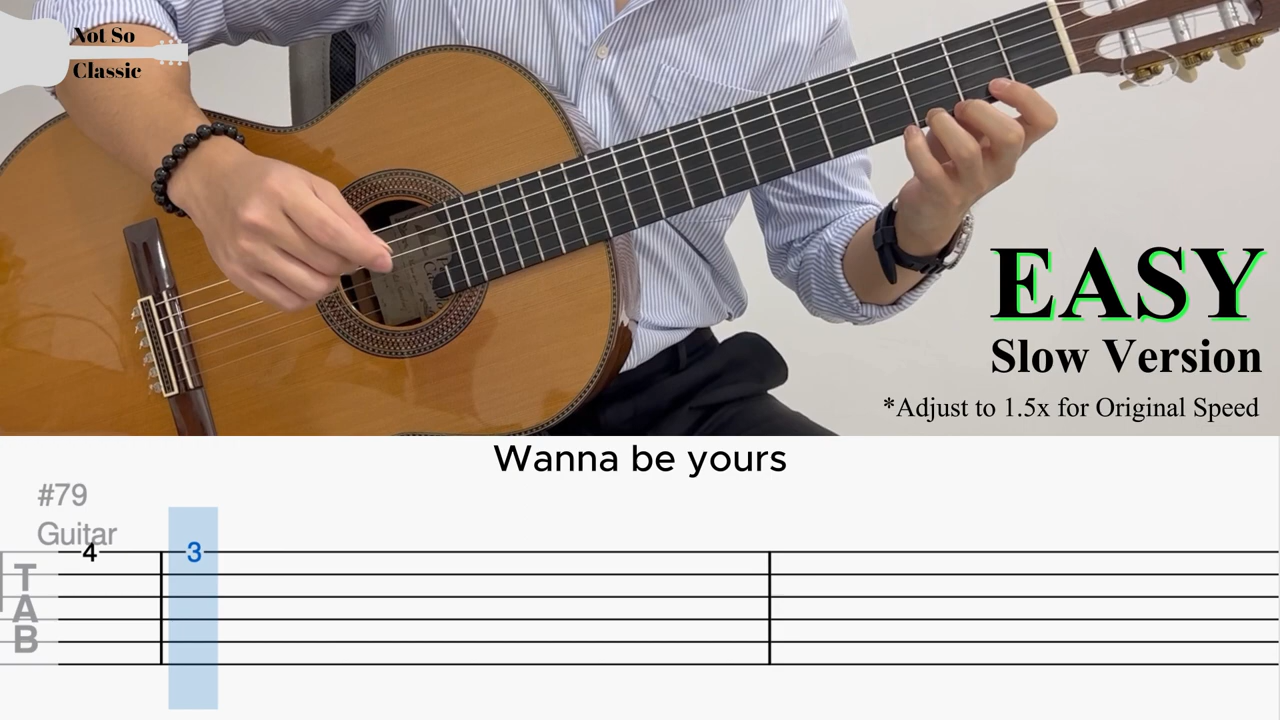 Not So
Classic
EASY
Slow Version
*Adjust to 1.5x for Original Speed
Wanna be yours
#79
Guitar
4 3
T
A
B